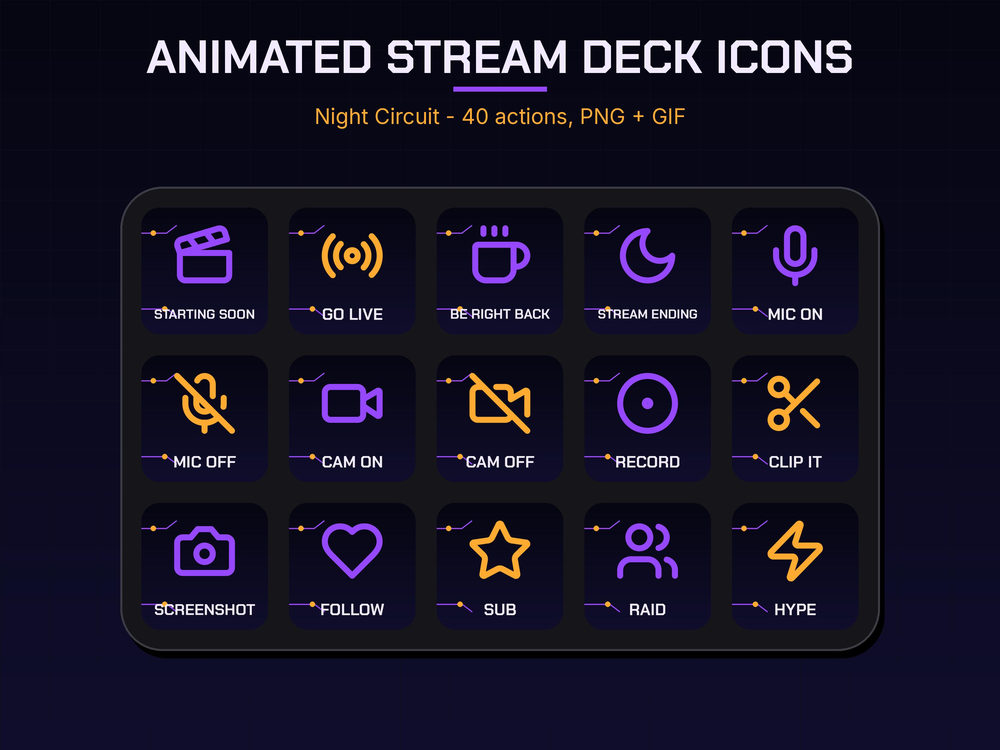 ANIMATED STREAM DECK ICONS
Night Circuit - 40 actions, PNG + GIF
STARTING SOON
GO LIVE
BE RIGHT BACK
STREAM ENDING
MIC ON
MIC OFF
CAM ON
CAM OFF
RECORD
CLIP IT
SCREENSHOT
FOLLOW
SUB
RAID
HYPE